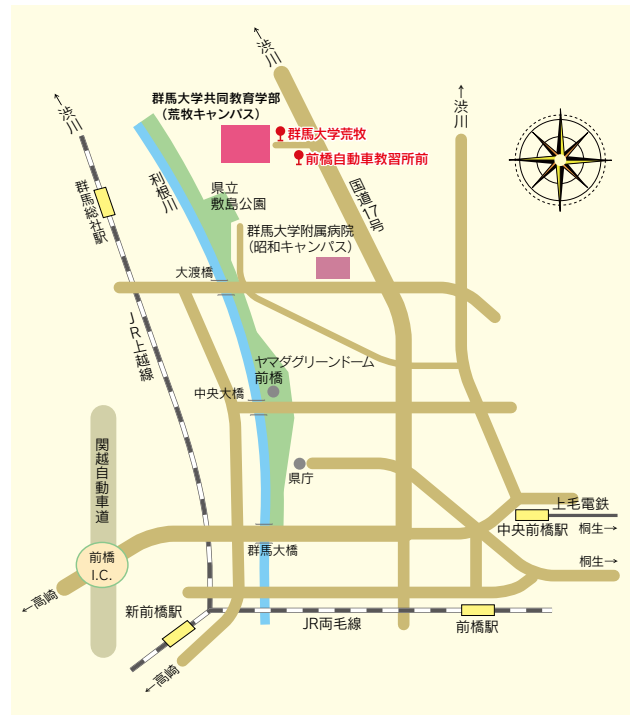 ←渋川
←渋川
↑渋川
群馬大学共同教育学部
（荒牧キャンパス）
群馬大学荒牧
前橋自動車教習所前
利根川
県立
敷島公園
国道17号
群馬総社駅
群馬大学附属病院
（昭和キャンパス）
大渡橋
JR上越線
ヤマダグリーンドーム
前橋
中央大橋
関越自動車道
県庁
上毛電鉄
中央前橋駅
桐生→
群馬大橋
前橋
I.C.
桐生→
←高崎
新前橋駅
JR両毛線
前橋駅
←高崎